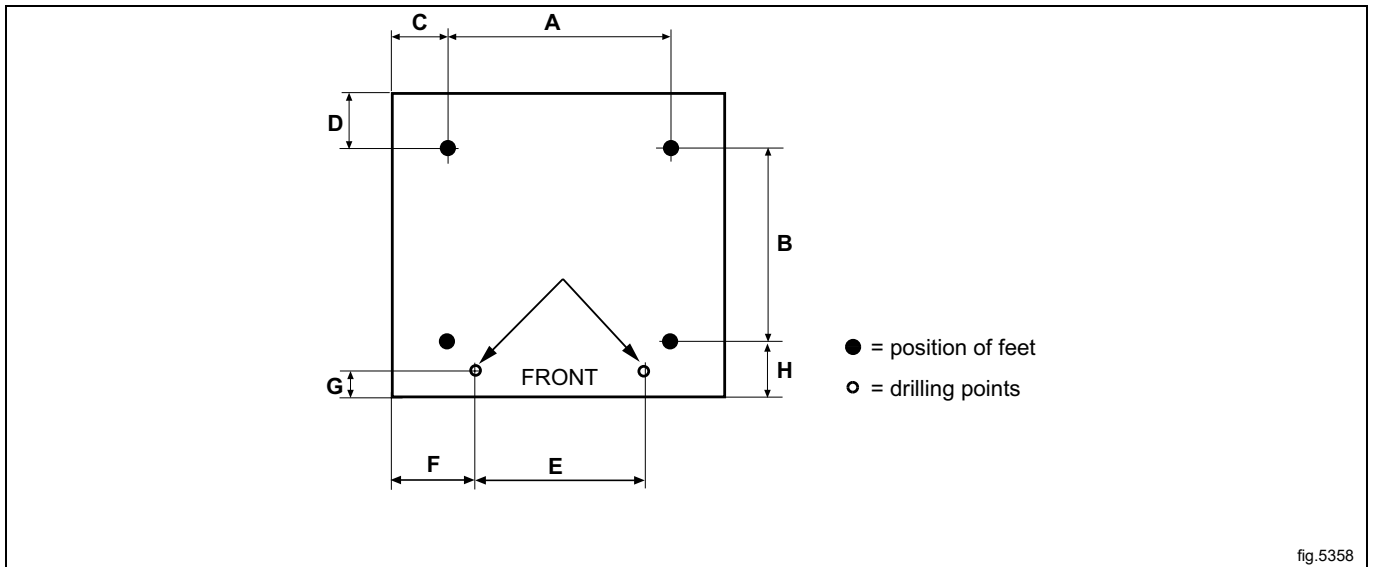 C
A
D
B
H
G
FRONT
F
E
= position of feet
= drilling points
fig.5358